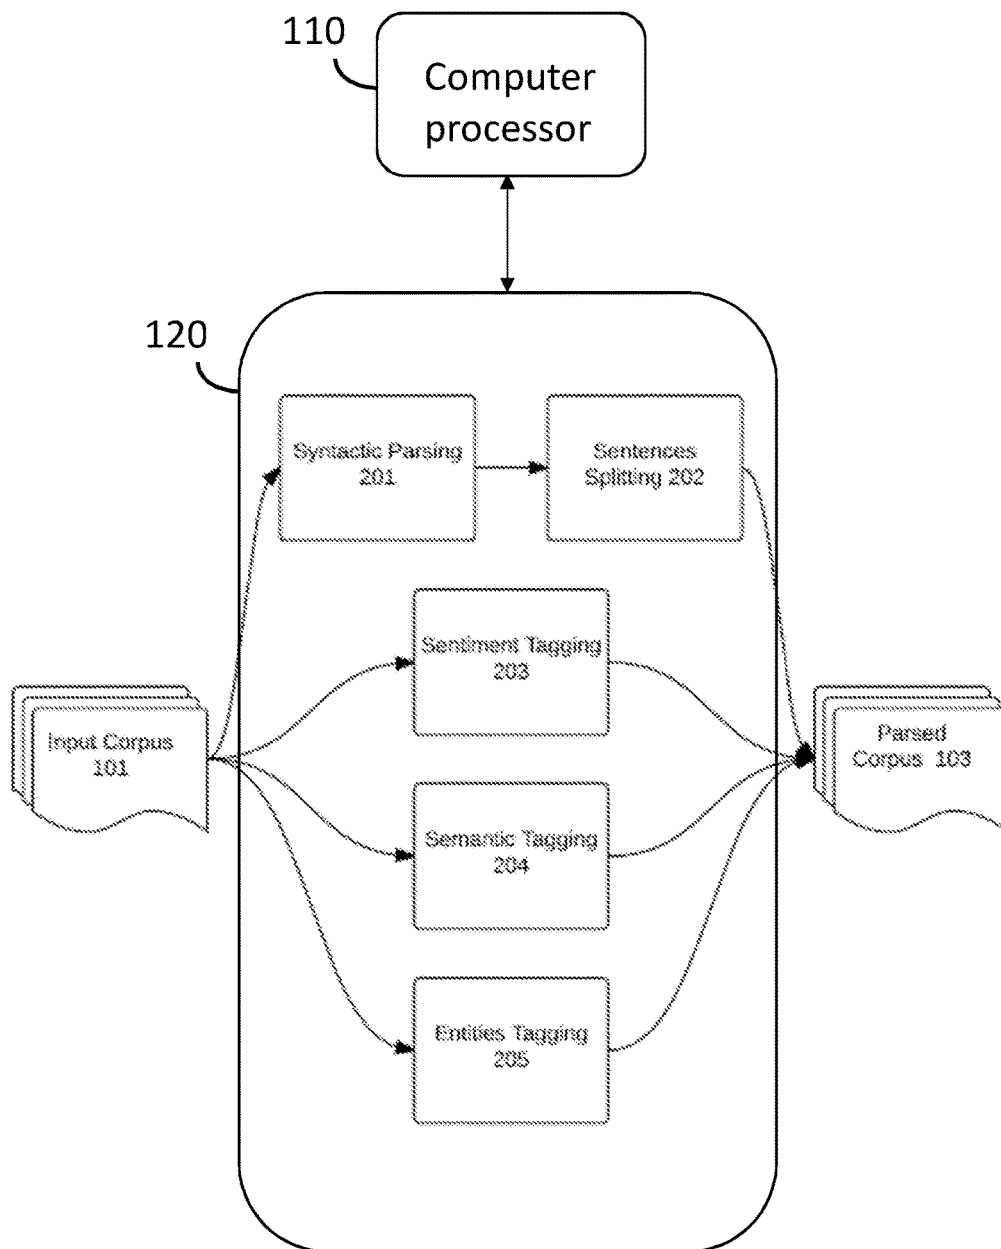 110
Computer
processor
120
Syntactic Parsing
201
Sentences
Splitting 202
Sentiment Tagging
203
Input Corpus
101
Parsed
Corpus 103
Semantic Tagging
204
Entities Tagging
205